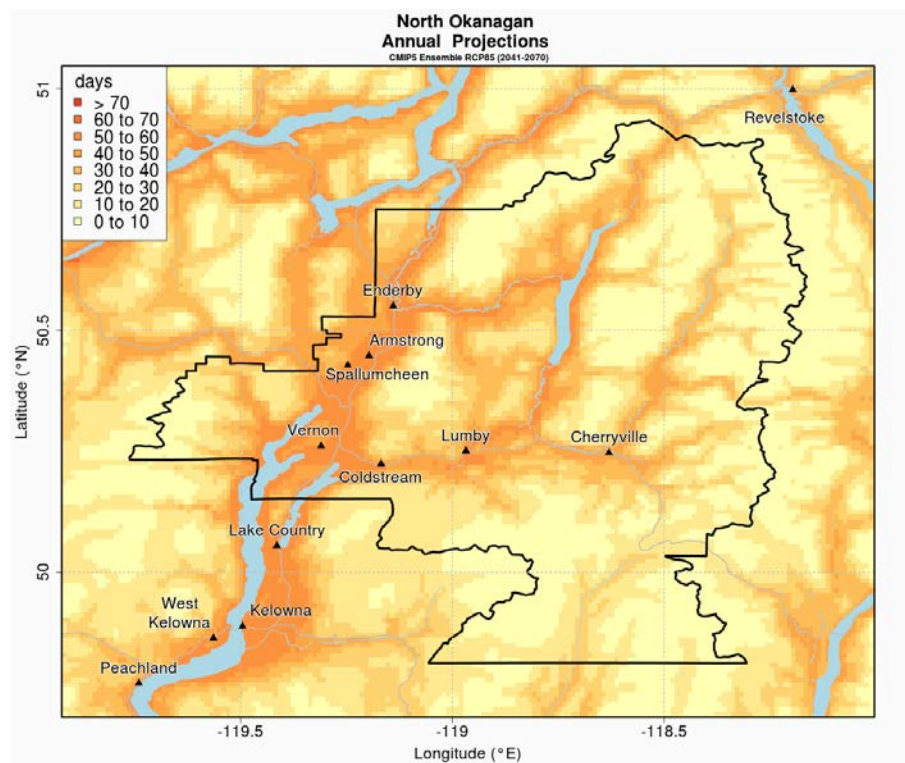 North Okanagan
Annual Projections
CMIP5 Ensemble RCP85 (2041-2070)
days
> 70
60 to 70
50 to 60
40 to 50
30 to 40
20 to 30
10 to 20
0 to 10
51
50.5
50
Latitude (°N)
Revelstoke
Enderby
Armstrong
Spallumcheen
Vernon
Lumby
Cherryville
Coldstream
Lake Country
West
Kelowna
Kelowna
Peachland
-119.5
-119
-118.5
Longitude (°E)